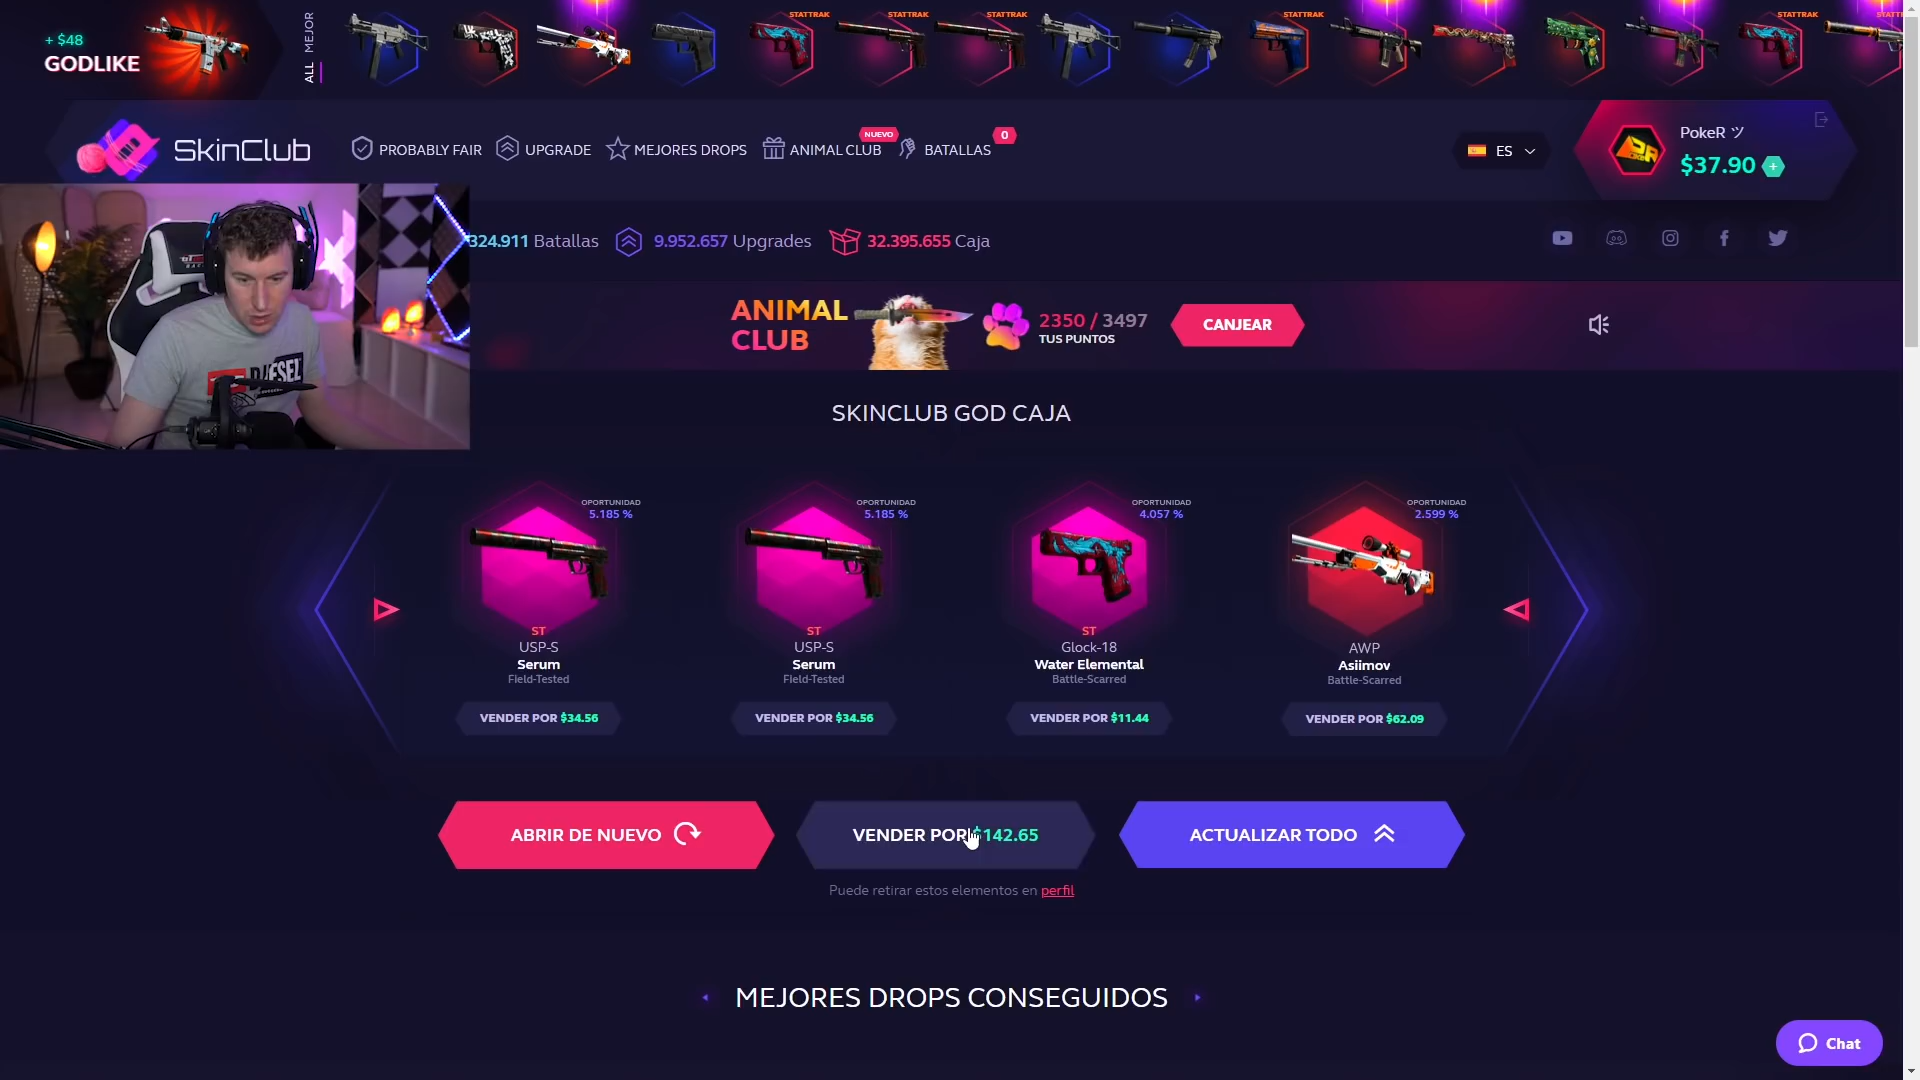 + $48
GODLIKE
ALL MEJOR
STATTRAK
STATTRAK
STATTRAK
STATTRAK
STATTRAK
SkinClub
PROBABLY FAIR
UPGRADE
MEJORES DROPS
NUEVO
ANIMAL CLUB
0
BATALLAS
ES
PokeR ツ
$37.90 +
324.911 Batallas
9.952.657 Upgrades
32.395.655 Caja
ANIMAL
CLUB
2350 / 3497
TUS PUNTOS
CANJEAR
DIESEL
SKINCLUB GOD CAJA
OPORTUNIDAD
5.185 %
ST
USP-S
Serum
Field-Tested
VENDER POR $34.56
OPORTUNIDAD
5.185 %
ST
USP-S
Serum
Field-Tested
VENDER POR $34.56
OPORTUNIDAD
4.057 %
ST
Glock-18
Water Elemental
Battle-Scarred
VENDER POR $11.44
OPORTUNIDAD
2.599 %
AWP
Asiimov
Battle-Scarred
VENDER POR $62.09
ABRIR DE NUEVO
VENDER POR $142.65
ACTUALIZAR TODO
Puede retirar estos elementos en perfil
MEJORES DROPS CONSEGUIDOS
Chat